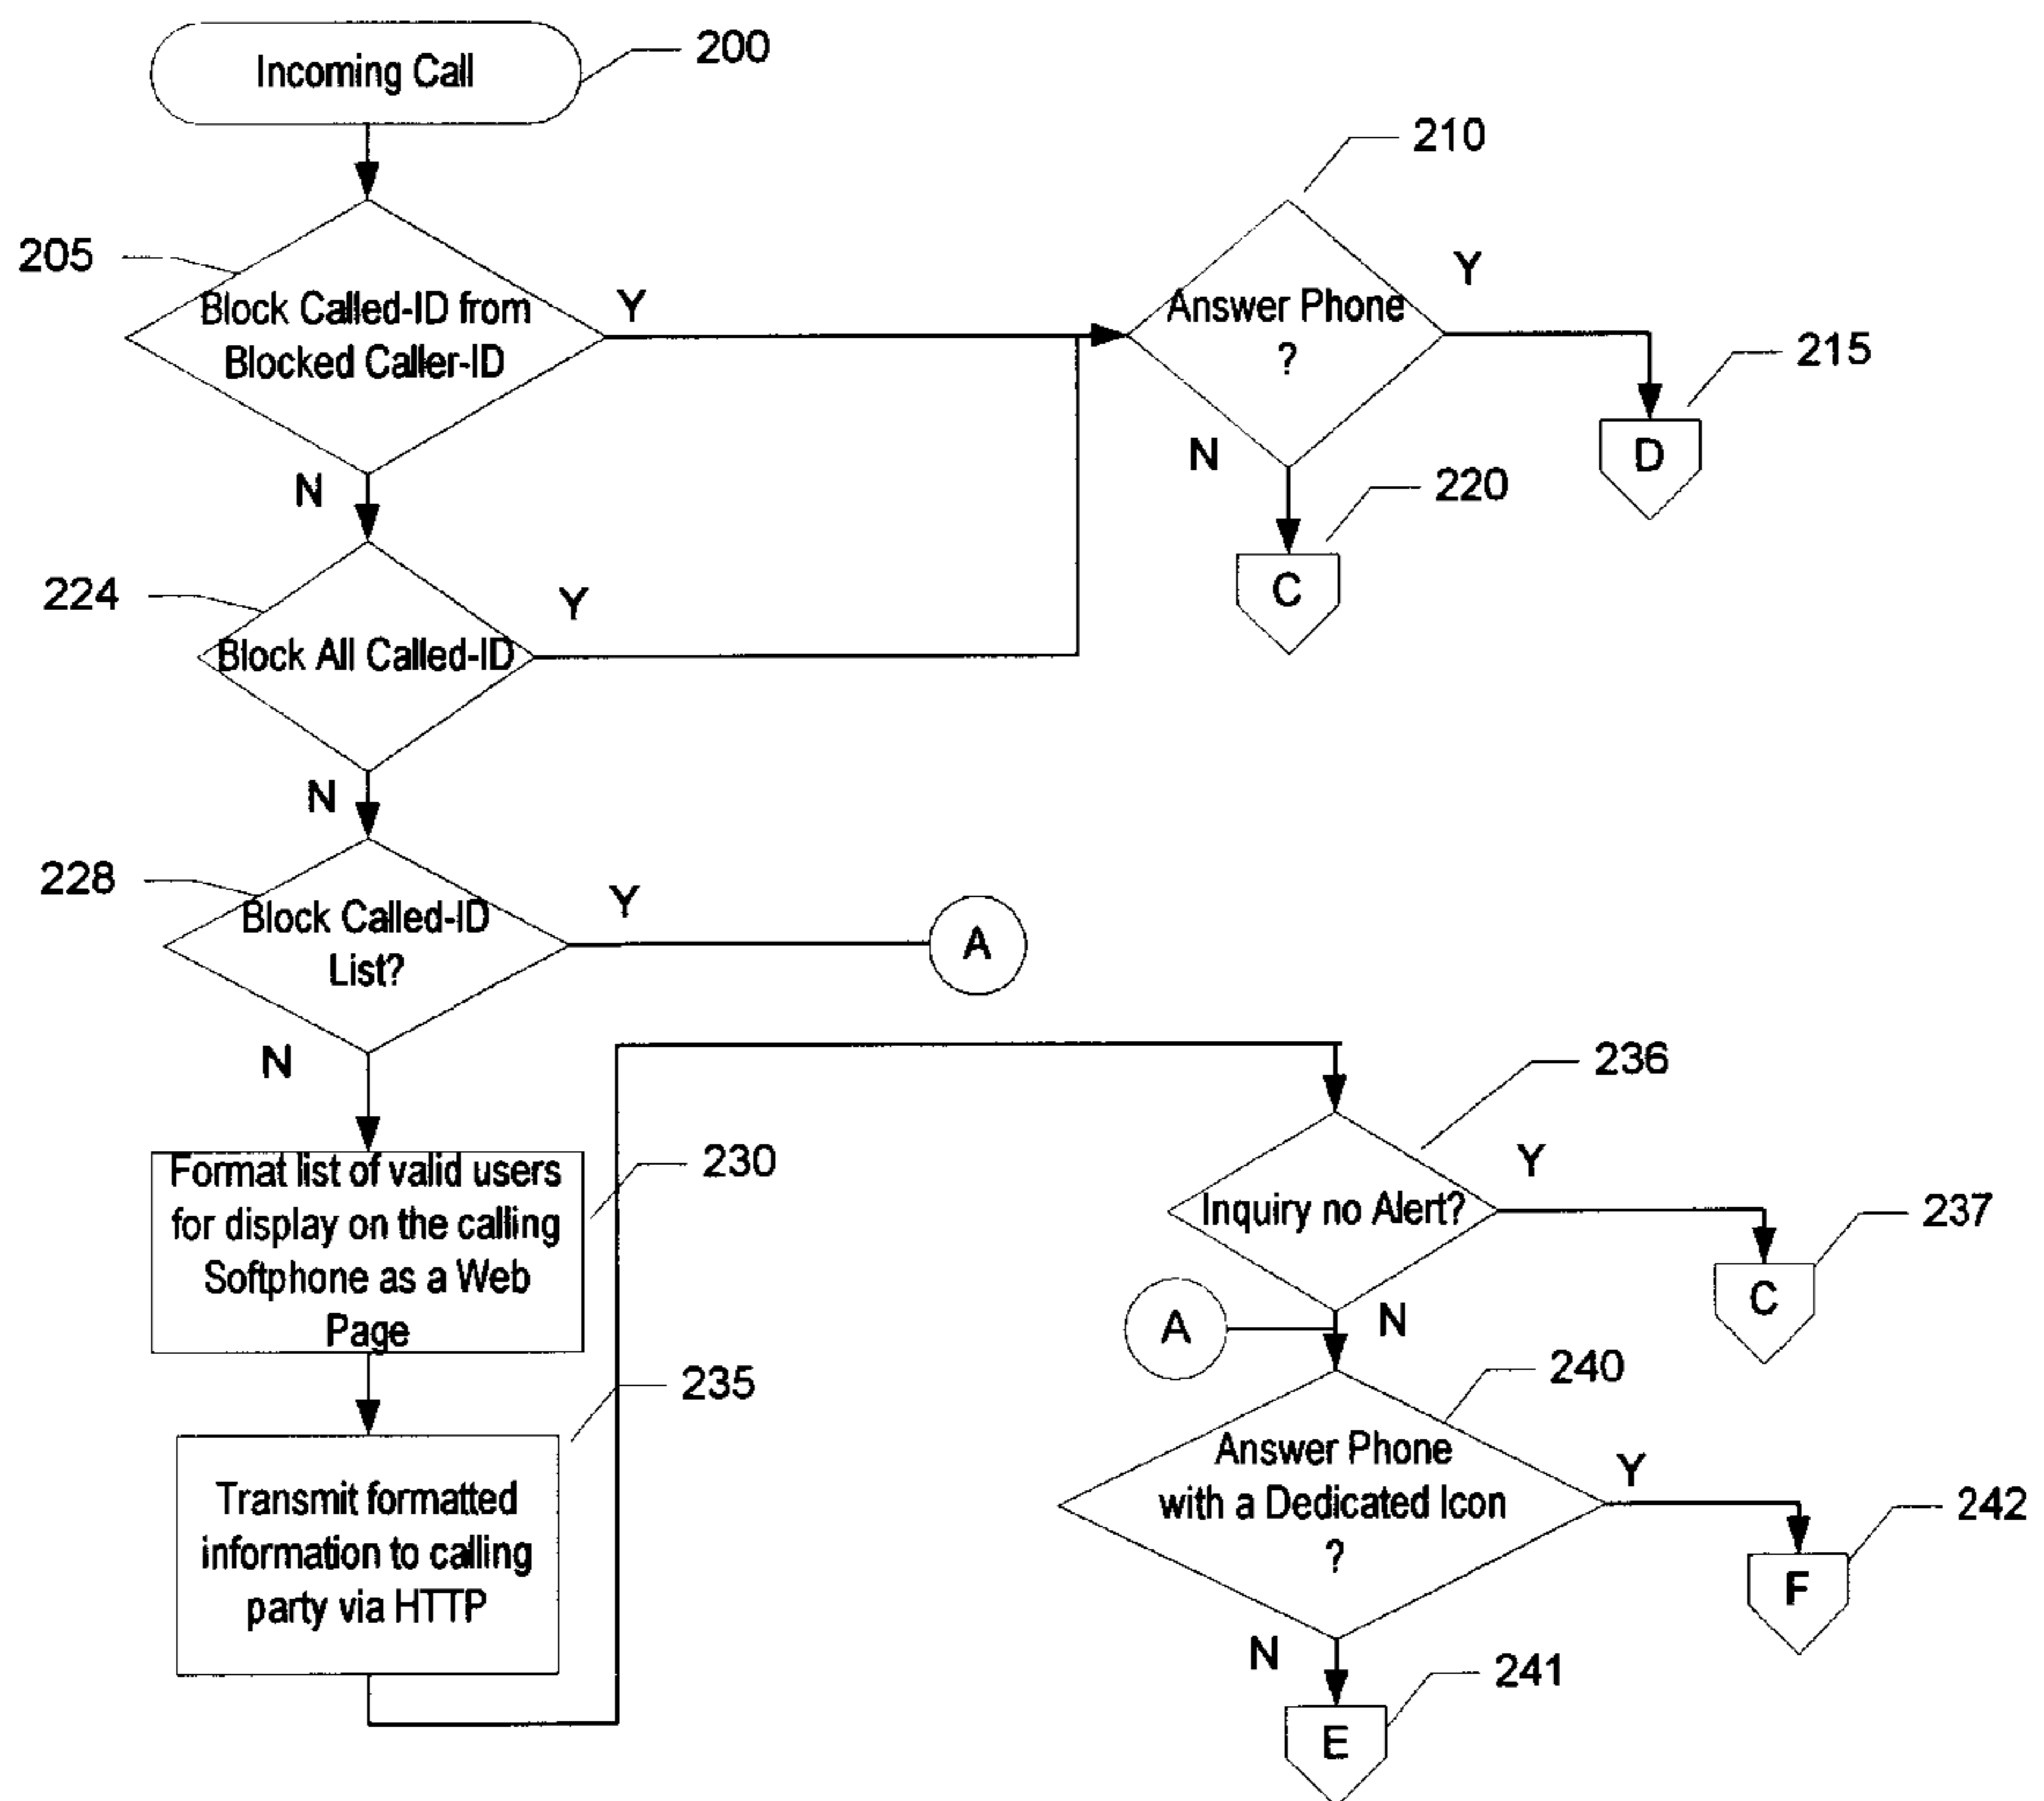 Incoming Call
200
210
205
Block Called-ID from
Blocked Caller-ID
Y
Answer Phone
?
Y
215
D
N
220
C
N
224
Block All Called-ID
Y
N
228
Block Called-ID
List?
Y
A
N
236
Inquiry no Alert?
Y
237
C
230
Format list of valid users
for display on the calling
Softphone as a Web
Page
A
N
235
240
Answer Phone
with a Dedicated Icon
?
Y
242
F
Transmit formatted
information to calling
party via HTTP
N
241
E